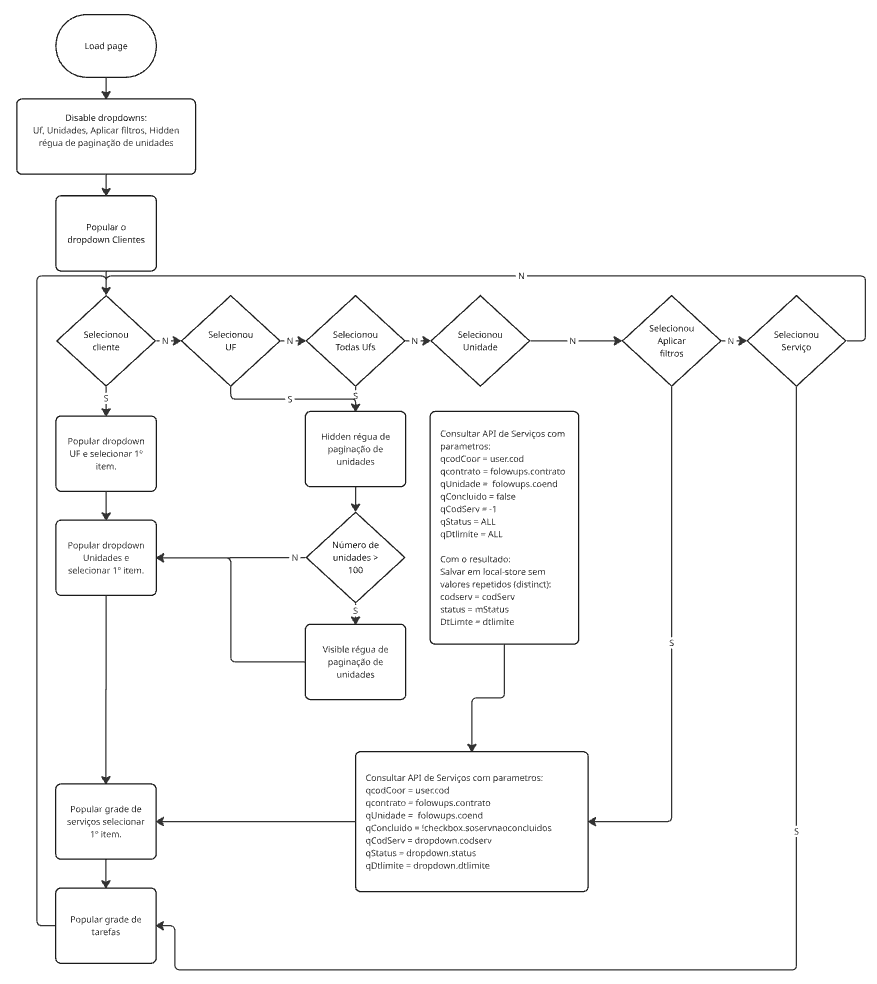 Load page
Disable dropdowns:
Uf, Unidades, Aplicar filtros, Hidden
régua de paginação de unidades
Popular o
dropdown Clientes
N
Selecionou
cliente
N
Selecionou
UF
N
Selecionou
Todas Ufs
N
Selecionou
Unidade
N
Selecionou
Aplicar
filtros
N
Selecionou
Serviço
S
S
S
Popular dropdown
UF e selecionar 1º
item.
Hidden régua de
paginação de
unidades
Consultar API de Serviços com
parametros:
qcodCoor = user.cod
qcontrato = folowups.contrato
qUnidade =  folowups.coend
qConcluido = false
qCodServ = -1
qStatus = ALL
qDtlimite = ALL
Com o resultado:
Salvar em local-store sem
valores repetidos (distinct):
codserv = codServ
status = mStatus
DtLimte = dtlimite
Popular dropdown
Unidades e
selecionar 1º item.
N
Número de
unidades >
100
S
Visible régua de
paginação de
unidades
S
Consultar API de Serviços com parametros:
qcodCoor = user.cod
qcontrato = folowups.contrato
qUnidade =  folowups.coend
qConcluido = !checkbox.soservnaoconcluidos
qCodServ = dropdown.codserv
qStatus = dropdown.status
qDtlimite = dropdown.dtlimite
Popular grade de
serviços selecionar
1º item.
S
Popular grade de
tarefas